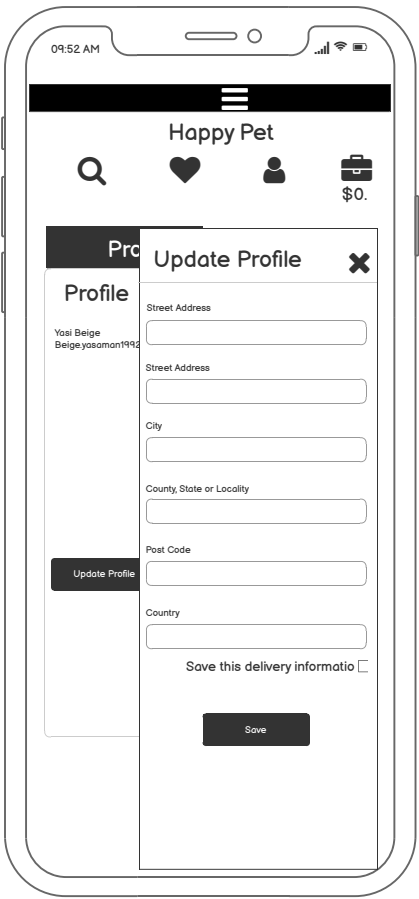 09:52 AM
Happy Pet
$0.
Pro
Update Profile
Profile
Street Address
Yasi Beige
Beige.yasaman1992
Street Address
City
County, State or Locality
Post Code
Update Profile
Country
Save this delivery informatio
Save